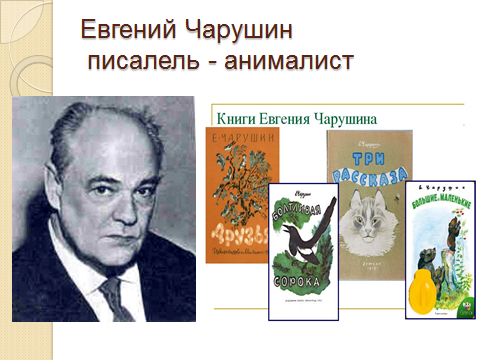 Евгений Чарушин
писалель - анималист
Книги Евгения Чарушина
Е. ЧАРУШИН
ДРУЗЬЯ
БОЛТЛИВАЯ
СОРОКА
ТРИ
РАССКАЗА
Е. Чарушин
БОЛЬШИЕ И МАЛЕНЬКИЕ